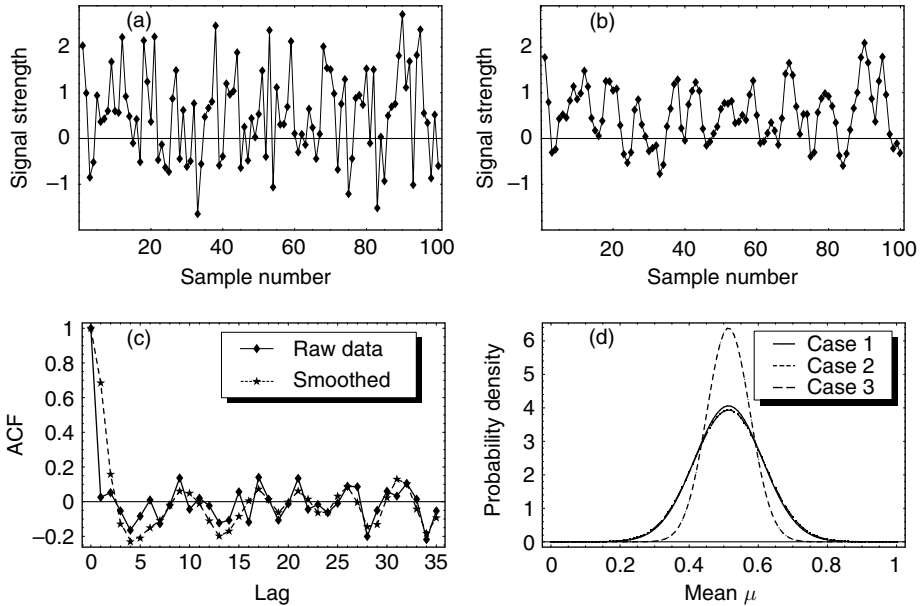 (a)
Signal strength
2
1
0
−1
20 40 60 80 100
Sample number
(b)
Signal strength
2
1
0
−1
20 40 60 80 100
Sample number
(c)
Raw data
Smoothed
ACF
1
0.8
0.6
0.4
0.2
0
−0.2
0 5 10 15 20 25 30 35
Lag
(d)
Case 1
Case 2
Case 3
Probability density
6
5
4
3
2
1
0
0 0.2 0.4 0.6 0.8 1
Mean μ